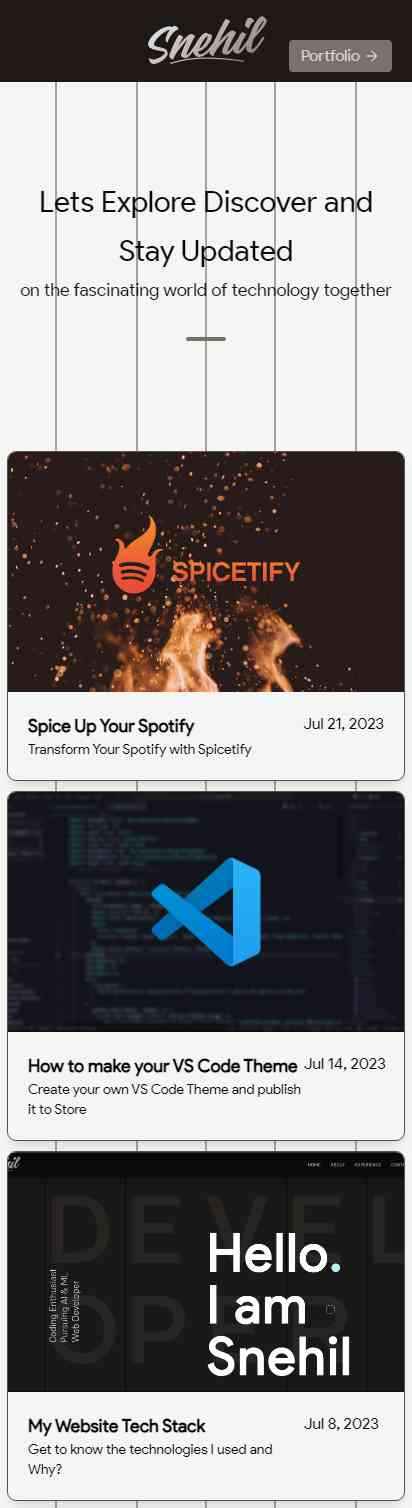 Snehil
Portfolio →
Lets Explore Discover and
Stay Updated
on the fascinating world of technology together
SPICETIFY
Spice Up Your Spotify
Jul 21, 2023
Transform Your Spotify with Spicetify
How to make your VS Code Theme
Jul 14, 2023
Create your own VS Code Theme and publish
it to Store
HOME ABOUT EXPERIENCE
DEVEL
OPER
Hello.
I am
Snehil
Coding Enthusiast
Pursuing AI & ML
Web Developer
My Website Tech Stack
Jul 8, 2023
Get to know the technologies I used and
Why?